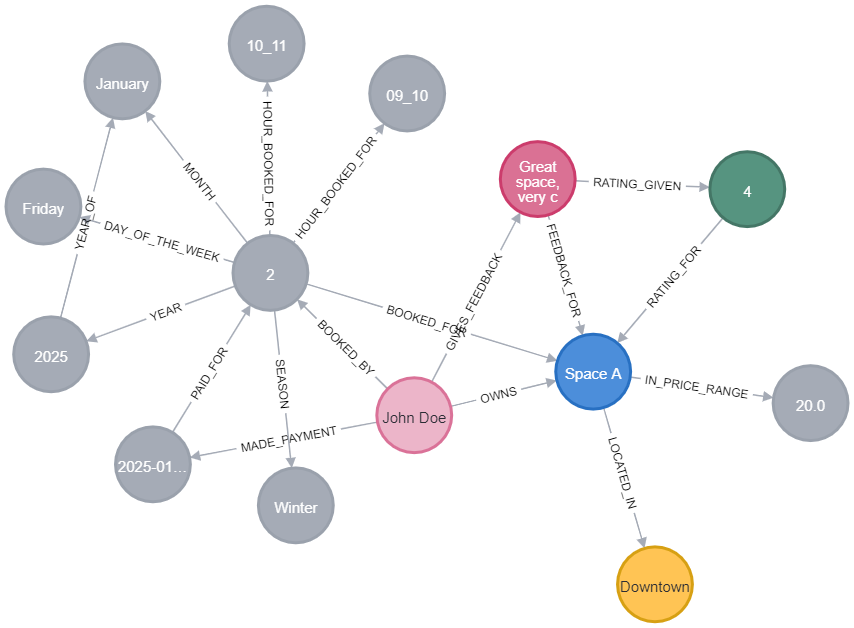 10_11
January
09_10
HOUR_BOOKED_FOR
HOUR_BOOKED_FOR
MONTH
Great
space,
very c
RATING_GIVEN
4
Friday
YEAR_OF
DAY_OF_THE_WEEK
2
FEEDBACK_FOR
RATING_FOR
GIVES_FEEDBACK
YEAR
BOOKED_FOR
2025
BOOKED_BY
PAID_FOR
SEASON
Space A
IN_PRICE_RANGE
20.0
OWNS
John Doe
MADE_PAYMENT
2025-01...
LOCATED_IN
Winter
Downtown